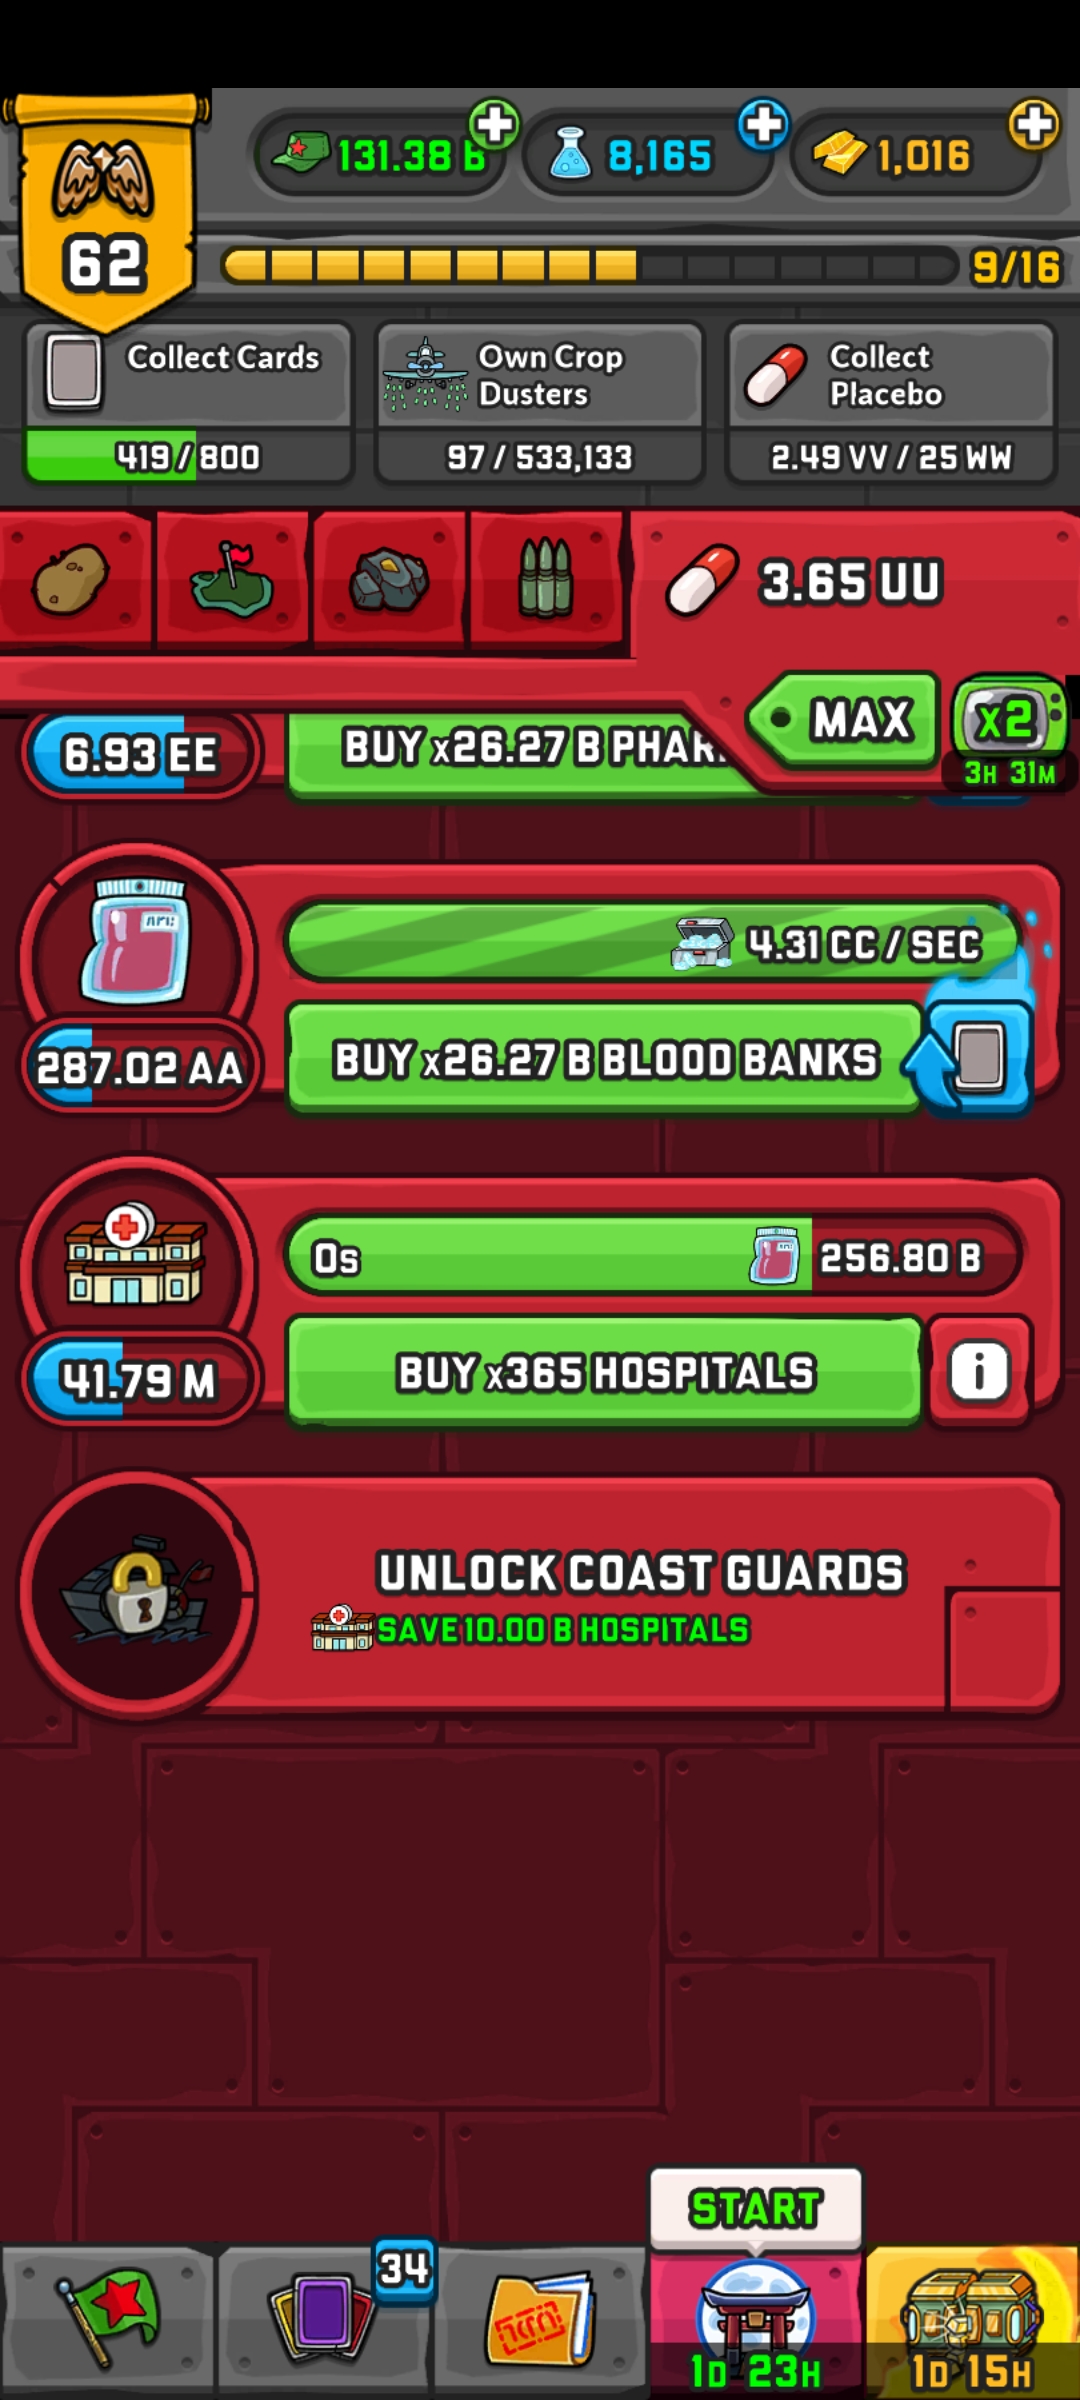 131.38 B
8,165
1,016
62
9/16
Collect Cards
419 / 800
Own Crop
Dusters
97 / 533,133
Collect
Placebo
2.49 VV / 25 WW
3.65 UU
MAX
x2
3H 31M
6.93 EE
BUY x26.27 B PHAR
4.31 CC / SEC
287.02 AA
BUY x26.27 B BLOOD BANKS
0s
256.80 B
41.79 M
BUY x365 HOSPITALS
i
UNLOCK COAST GUARDS
SAVE 10.00 B HOSPITALS
START
34
1D 23H
1D 15H